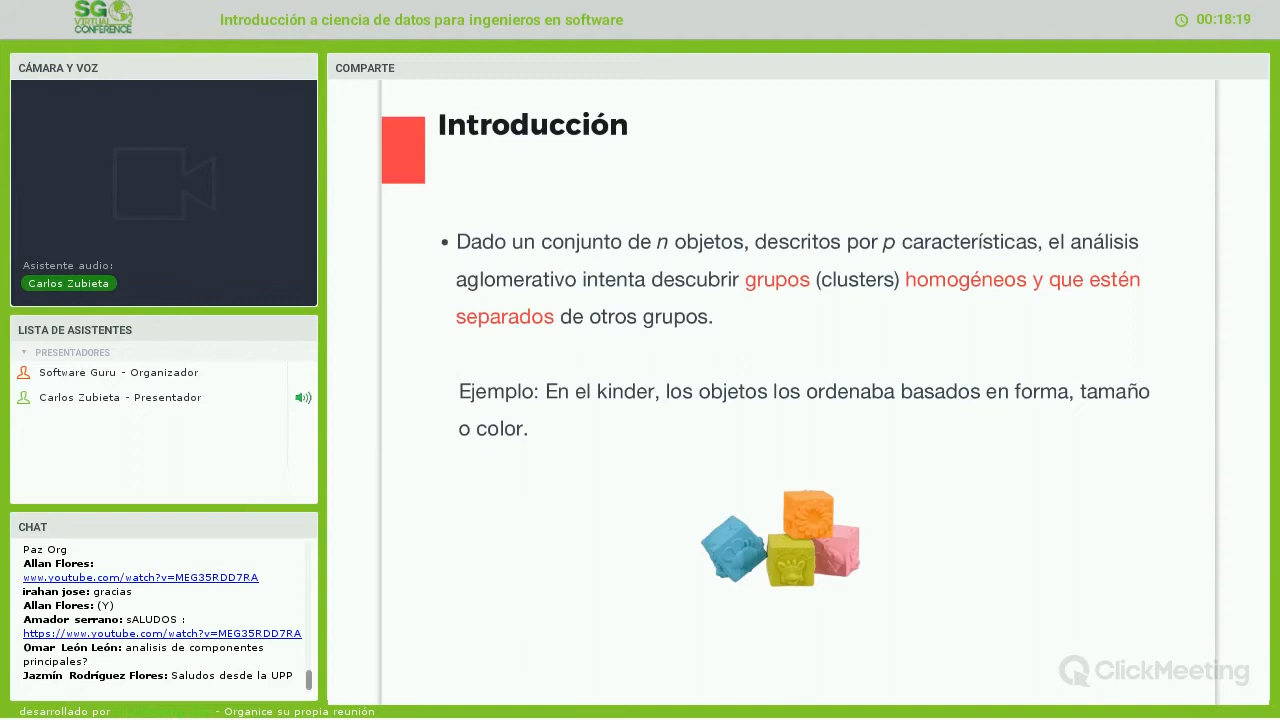 SG
VIRTUAL
CONFERENCE
Introducción a ciencia de datos para ingenieros en software
00:18:19
CÁMARA Y VOZ
Asistente audio:
Carlos Zubieta
LISTA DE ASISTENTES
PRESENTADORES
Software Guru - Organizador
Carlos Zubieta - Presentador
CHAT
Paz Org
Allan Flores:
www.youtube.com/watch?v=MEG35RDD7RA
irahan jose: gracias
Allan Flores: (Y)
Amador serrano: sALUDOS :
https://www.youtube.com/watch?v=MEG35RDD7RA
Omar León León: analisis de componentes
principales?
Jazmín Rodríguez Flores: Saludos desde la UPP
desarrollado por - Organice su propia reunión
COMPARTE
Introducción
• Dado un conjunto de n objetos, descritos por p características, el análisis
aglomerativo intenta descubrir grupos (clusters) homogéneos y que estén
separados de otros grupos.
Ejemplo: En el kinder, los objetos los ordenaba basados en forma, tamaño
o color.
ClickMeeting